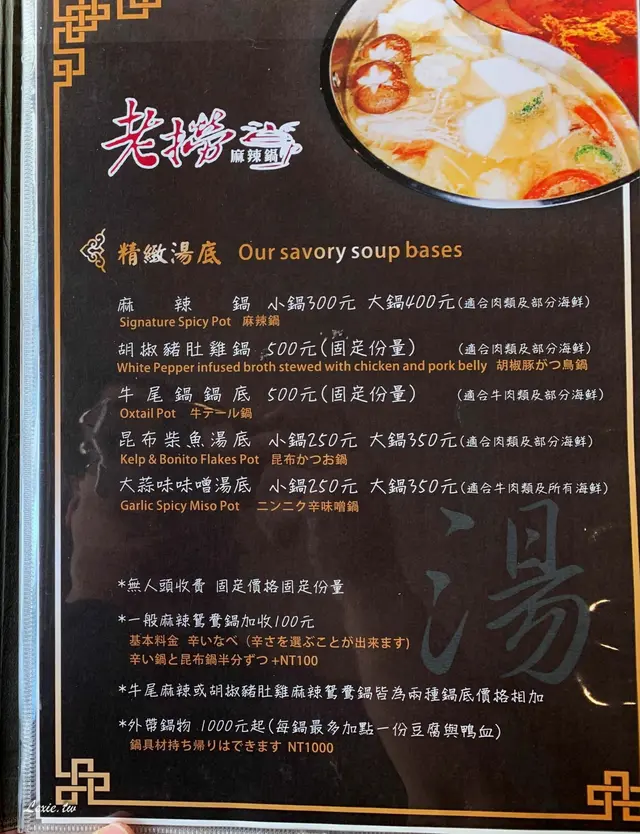 老撈
麻辣鍋
精緻湯底 Our savory soup bases
麻辣鍋 小鍋300元 大鍋400元(適合肉類及部分海鮮)
Signature Spicy Pot 麻辣鍋
胡椒豬肚雞鍋 500元(固定份量) (適合肉類及部分海鮮)
White Pepper infused broth stewed with chicken and pork belly 胡椒豚がつ鳥鍋
牛尾鍋鍋底 500元(固定份量) (適合牛肉類及部分海鮮)
Oxtail Pot 牛テール鍋
昆布柴魚湯底 小鍋250元 大鍋350元(適合肉類及部分海鮮)
Kelp & Bonito Flakes Pot 昆布かつお鍋
大蒜味味噌湯底 小鍋250元 大鍋350元(適合牛肉類及所有海鮮)
Garlic Spicy Miso Pot ニンニク辛味噌鍋
湯
*無人頭收費 固定價格固定份量
*一般麻辣鴛鴦鍋加收100元
基本料金 辛いなべ（辛さを選ぶことが出来ます)
辛い鍋と昆布鍋半分ずつ +NT100
*牛尾麻辣或胡椒豬肚雞麻辣鴛鴦鍋皆為兩種鍋底價格相加
*外帶鍋物 1000元起(每鍋最多加點一份豆腐與鴨血)
鍋具材持ち帰りはできます NT1000
Lexie.tw